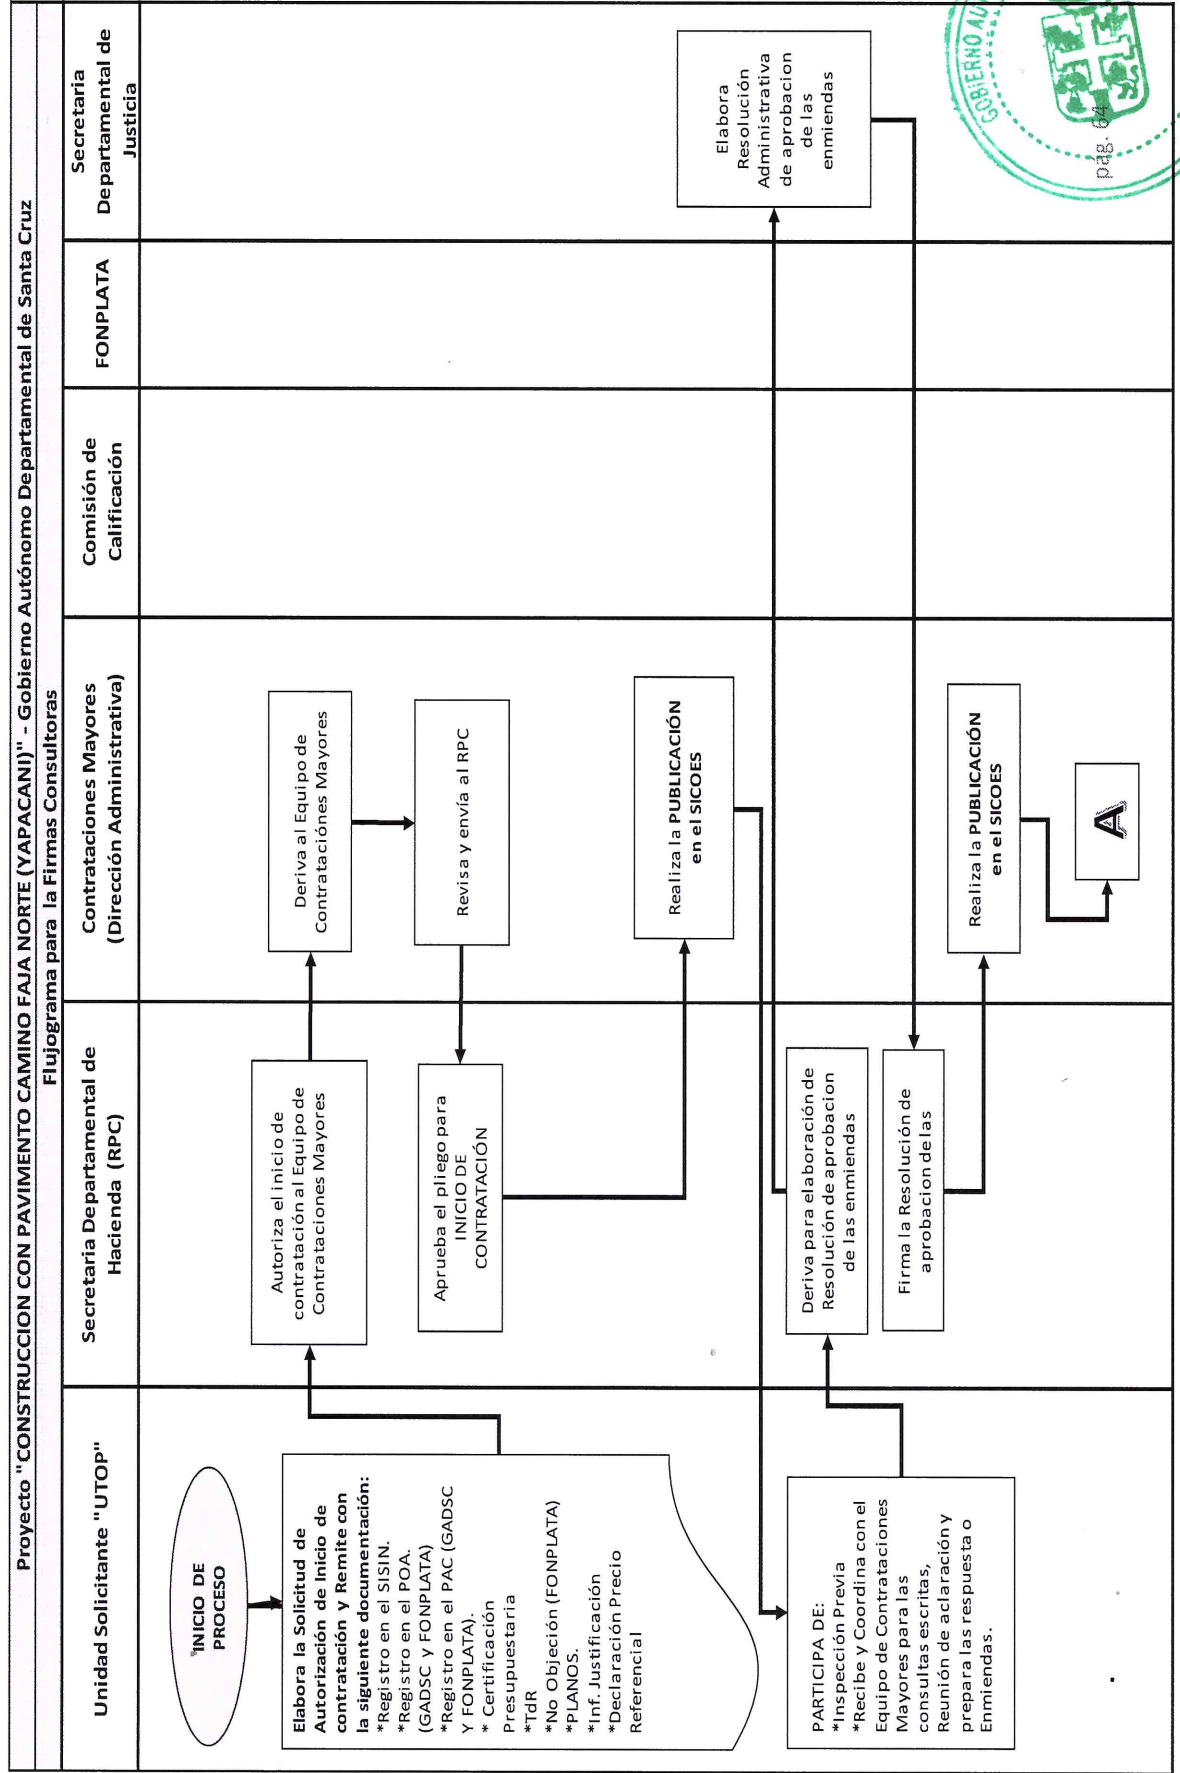 Proyecto "CONSTRUCCION CON PAVIMENTO CAMINO FAJA NORTE (YAPACANI)" - Gobierno Autónomo Departamental de Santa Cruz
Flujograma para la Firmas Consultoras
Unidad Solicitante "UTOP"
Secretaria Departamental de
Hacienda (RPC)
Contrataciones Mayores
(Dirección Administrativa)
Comisión de
Calificación
FONPLATA
Secretaria
Departamental de
Justicia
INICIO DE
PROCESO
Elabora la Solicitud de
Autorización de Inicio de
contratación y Remite con
la siguiente documentación:
*Registro en el SISIN.
*Registro en el POA.
(GADSC y FONPLATA)
*Registro en el PAC (GADSC
Y FONPLATA).
* Certificación
Presupuestaria
*TdR
*No Objeción (FONPLATA)
*PLANOS.
*Inf. Justificación
*Declaración Precio
Referencial
Autoriza el inicio de
contratación al Equipo de
Contrataciones Mayores
Deriva al Equipo de
Contrataciónes Mayores
Revisa y envía al RPC
Aprueba el pliego para
INICIO DE
CONTRATACIÓN
Realiza la PUBLICACIÓN
en el SICOES
PARTICIPA DE:
*Inspección Previa
*Recibe y Coordina con el
Equipo de Contrataciones
Mayores para las
consultas escritas,
Reunión de aclaración y
prepara las respuesta o
Enmiendas.
Deriva para elaboración de
Resolución de aprobacion
de las enmiendas
Elabora
Resolución
Administrativa
de aprobacion
de las
enmiendas
Firma la Resolución de
aprobacion de las
Realiza la PUBLICACIÓN
en el SICOES
A
GOBIERNO
pág. 64